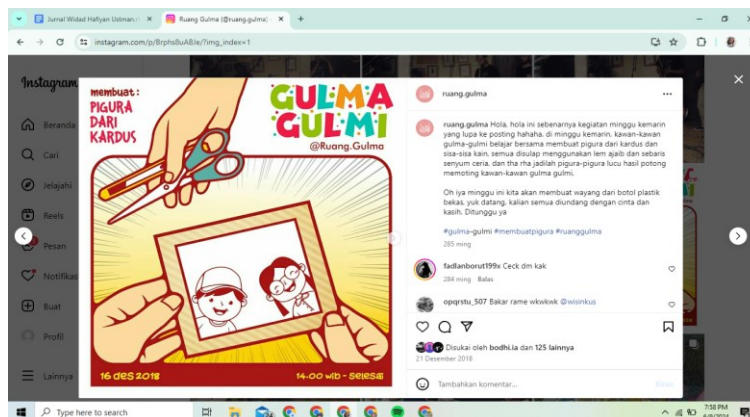 Jurnal Widad Hafiyan Ustman.r
Ruang Gulma (@ruang.gulma)
instagram.com/p/BrphsBuABJe/?img_index=1
Instagram
Beranda
Cari
Jelajahi
Reels
Pesan
Notifikas
Buat
Profil
Lainnya
membuat :
PIGURA
DARI
KARDUS
GULMA
GULMI
@Ruang.Gulma
16 des 2018
14.00 wib - selesai
ruang.gulma
ruang.gulma Hola, hola ini sebenarnya kegiatan minggu kemarin
yang lupa ke posting hahaha. di minggu kemarin, kawan-kawan
gulma-gulmi belajar bersama membuat pigura dari kardus dan
sisa-sisa kain, semua disulap menggunakan lem ajaib dan sebaris
senyum ceria, dan tha rha jadilah pigura-pigura lucu hasil potong
memotong kawan-kawan gulma gulmi.
Oh iya minggu ini kita akan membuat wayang dari botol plastik
bekas, yuk datang, kalian semua diundang dengan cinta dan
kasih. Ditunggu ya
#gulma-gulmi #membuatpigura #ruanggulma
285 ming
fadlanborut199x Ceck dm kak
284 ming Balas
opqrstu_507 Bakar rame wkwkwk @wisinkus
Disukai oleh bodhi.ia dan 125 lainnya
21 Desember 2018
Tambahkan komentar...
Kirim
Type here to search
7:58 PM